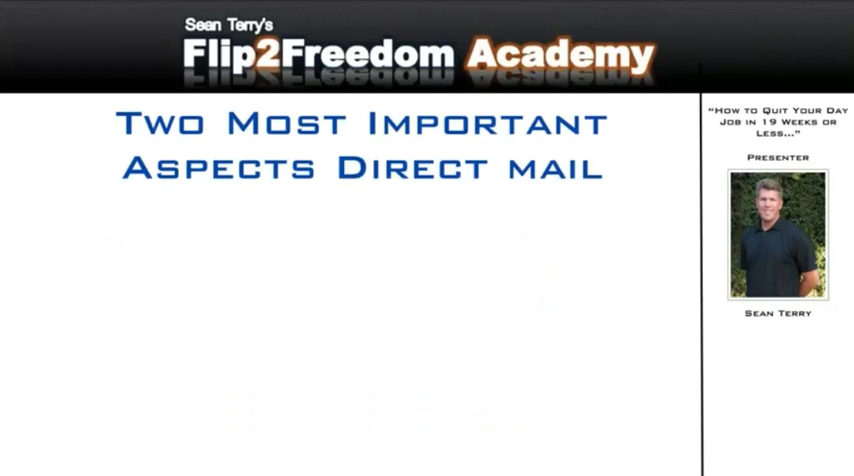 Sean Terry's
Flip2Freedom Academy
Two Most Important
Aspects Direct mail
“How to Quit Your Day
Job in 19 Weeks or
Less...”
Presenter
Sean Terry